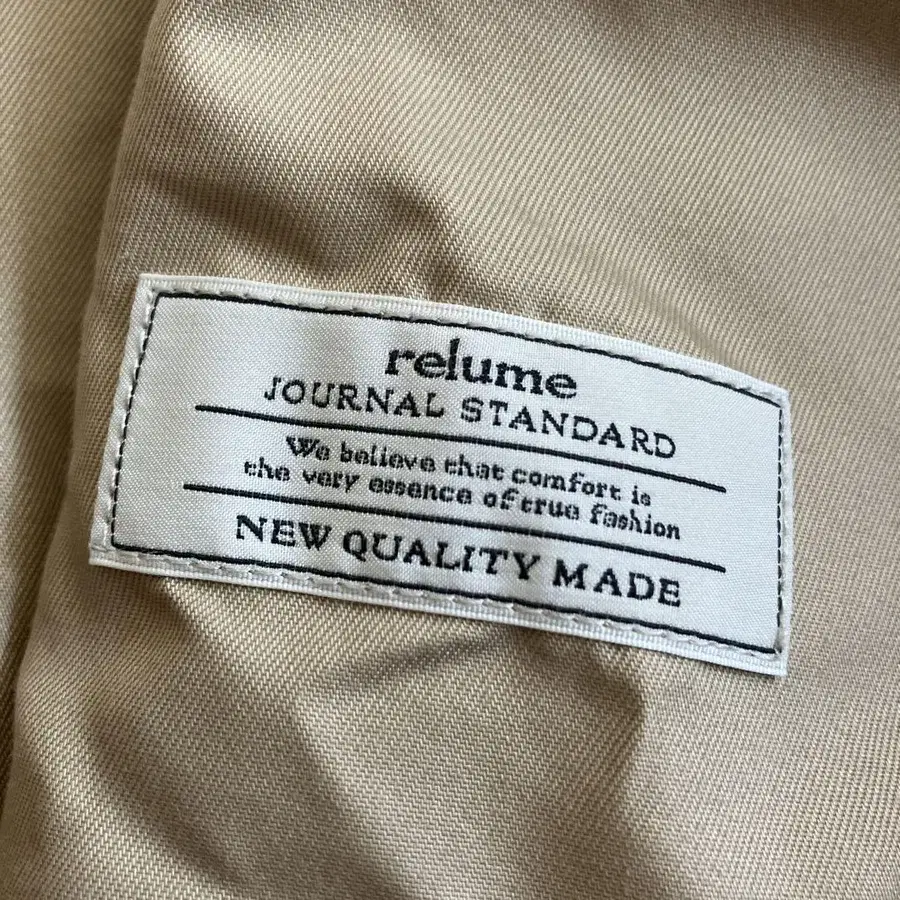 relume
JOURNAL STANDARD
We believe that comfort is
the very essence of true fashion
NEW QUALITY MADE